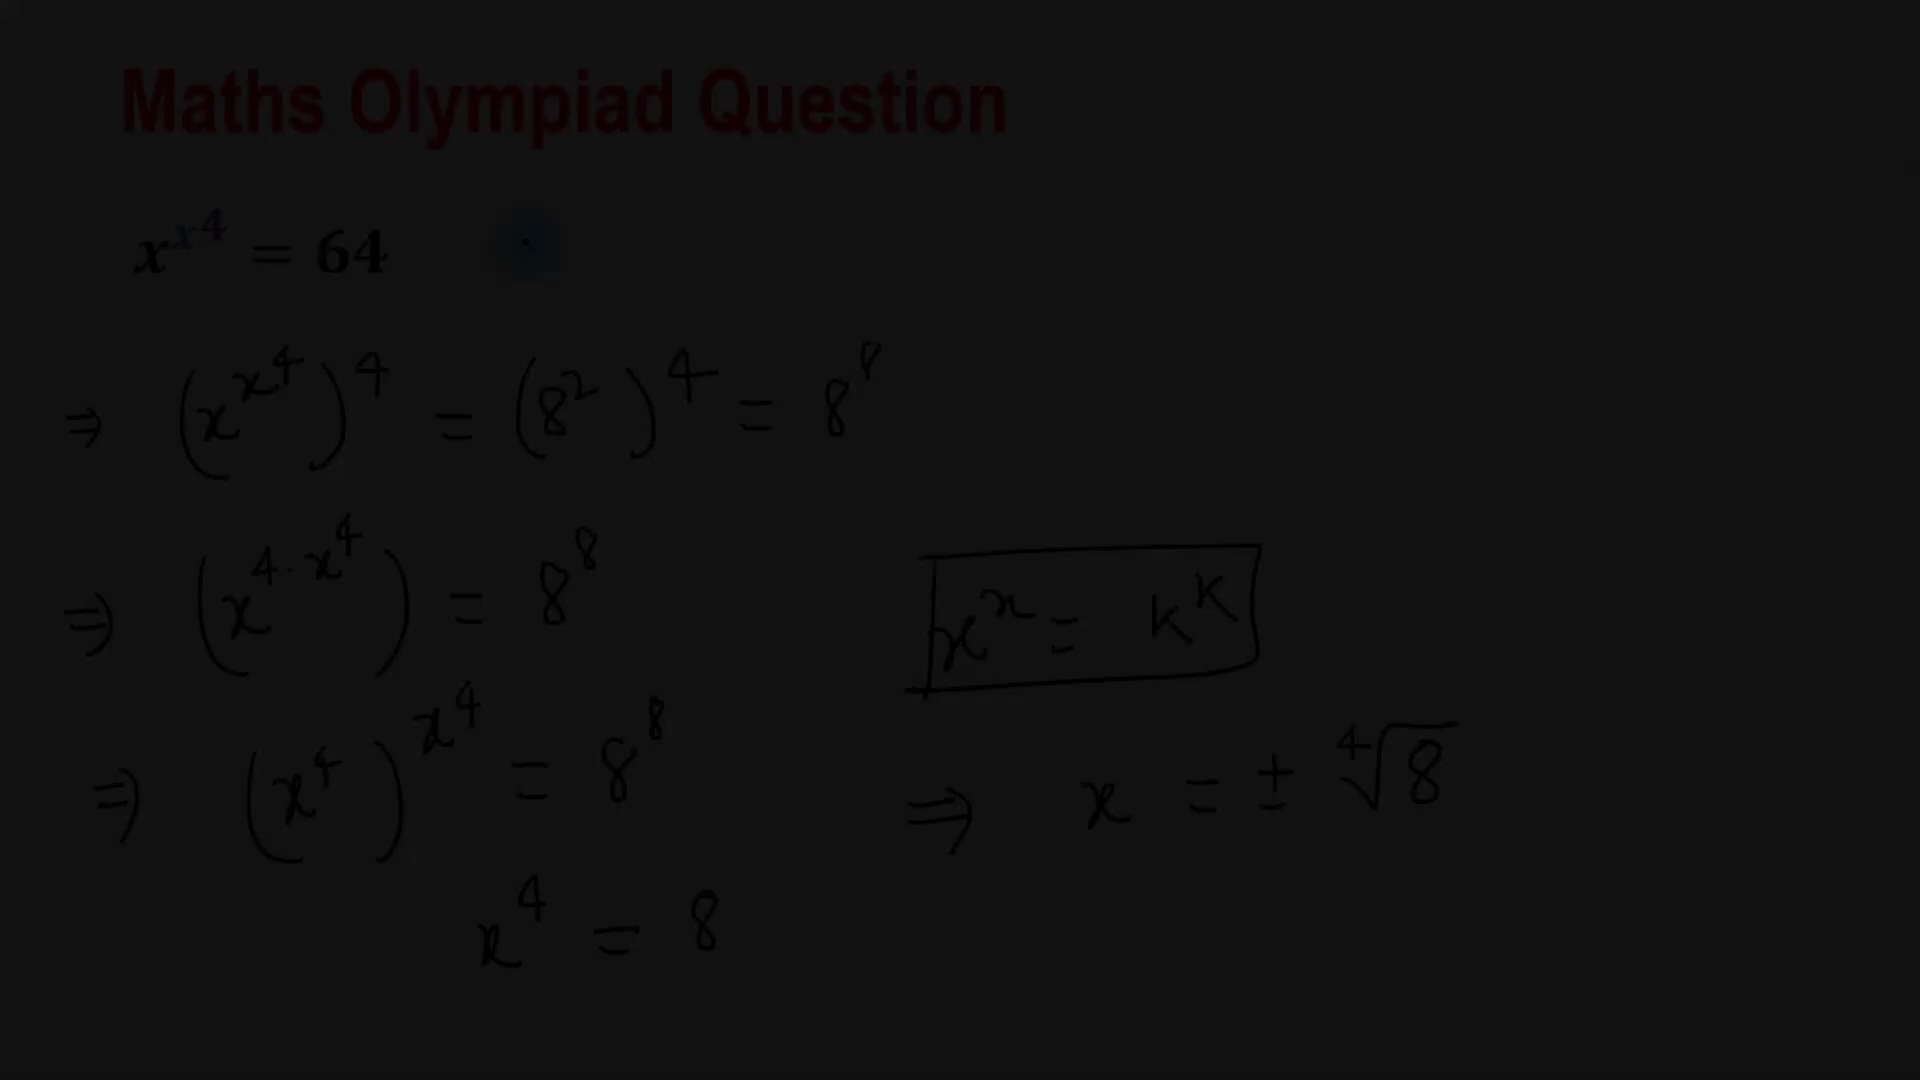 Maths Olympiad Question
x^{x^4} = 64
⇒ (x^{x^4})^4 = (8^2)^4 = 8^8
⇒ (x^{4·x^4}) = 8^8
x^x = K^K
⇒ (x^4)^{x^4} = 8^8
⇒ x = ± ∜8
x^4 = 8